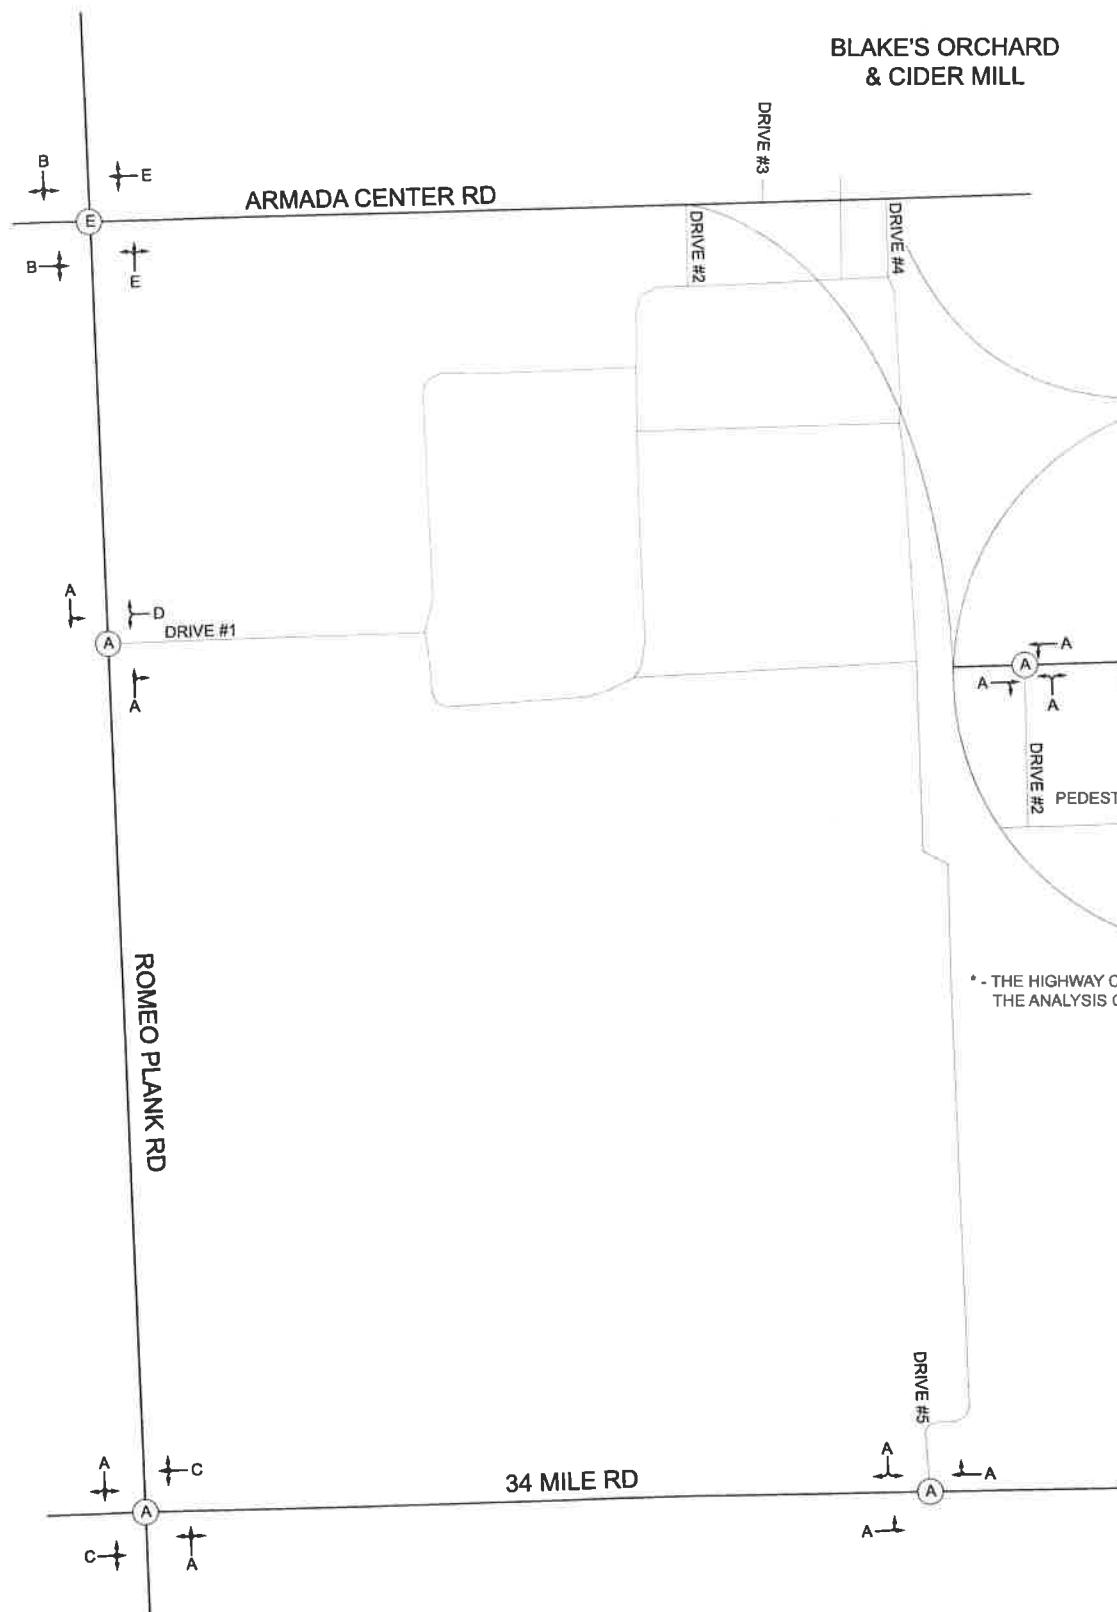 BLAKE'S ORCHARD
& CIDER MILL
DRIVE #3
B
E
ARMADA CENTER RD
E
B
E
DRIVE #2
DRIVE #4
A
D
DRIVE #1
A
A
A
A
A
A
DRIVE #2
PEDEST
ROMEO PLANK RD
* - THE HIGHWAY C
THE ANALYSIS C
DRIVE #5
A
C
34 MILE RD
A
A
A
A
A
C
A